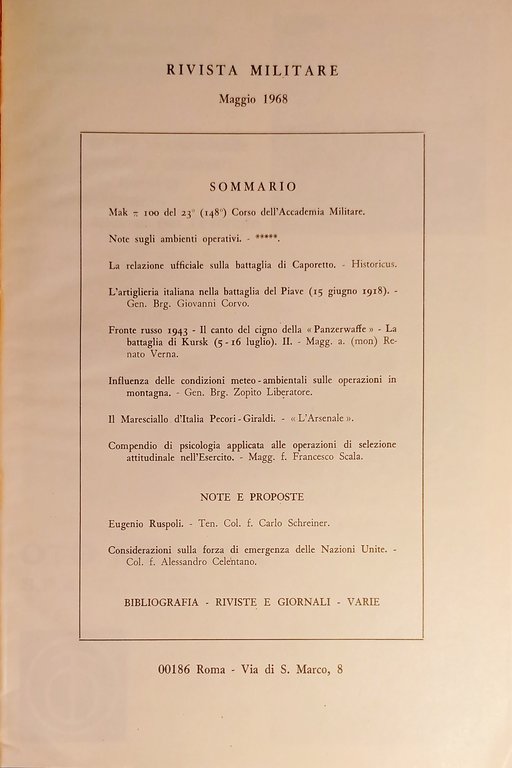 RIVISTA MILITARE
Maggio 1968
SOMMARIO
Mak π 100 del 23° (148°) Corso dell'Accademia Militare.
Note sugli ambienti operativi. - *****.
La relazione ufficiale sulla battaglia di Caporetto. - Historicus.
L'artiglieria italiana nella battaglia del Piave (15 giugno 1918). -
Gen. Brg. Giovanni Corvo.
Fronte russo 1943 - Il canto del cigno della « Panzerwaffe » - La
battaglia di Kursk (5 - 16 luglio). II. - Magg. a. (mon) Re-
nato Verna.
Influenza delle condizioni meteo - ambientali sulle operazioni in
montagna. - Gen. Brg. Zopito Liberatore.
Il Maresciallo d'Italia Pecori - Giraldi. - « L'Arsenale ».
Compendio di psicologia applicata alle operazioni di selezione
attitudinale nell'Esercito. - Magg. f. Francesco Scala.
NOTE E PROPOSTE
Eugenio Ruspoli. - Ten. Col. f. Carlo Schreiner.
Considerazioni sulla forza di emergenza delle Nazioni Unite. -
Col. f. Alessandro Celentano.
BIBLIOGRAFIA - RIVISTE E GIORNALI - VARIE
00186 Roma - Via di S. Marco, 8